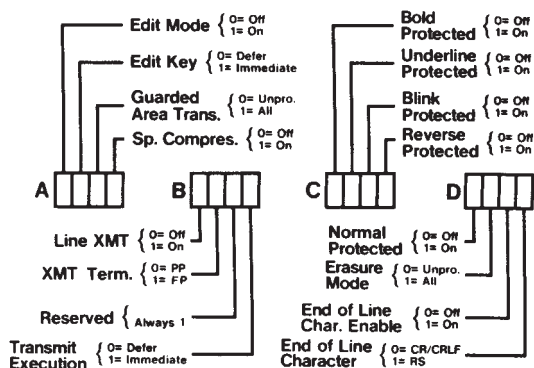 Edit Mode { 0= Off
1= On
Edit Key { 0= Defer
1= Immediate
Guarded
Area Trans. { 0= Unpro.
1= All
Sp. Compres. { 0= Off
1= On
A
B
Line XMT { 0= Off
1= On
XMT Term. { 0= PP
1= FP
Reserved { Always 1
Transmit
Execution { 0= Defer
1= Immediate
Bold
Protected { 0= Off
1= On
Underline
Protected { 0= Off
1= On
Blink
Protected { 0= Off
1= On
Reverse
Protected { 0= Off
1= On
C
D
Normal
Protected { 0= Off
1= On
Erasure
Mode { 0= Unpro.
1= All
End of Line
Char. Enable { 0= Off
1= On
End of Line
Character { 0= CR/CRLF
1= RS